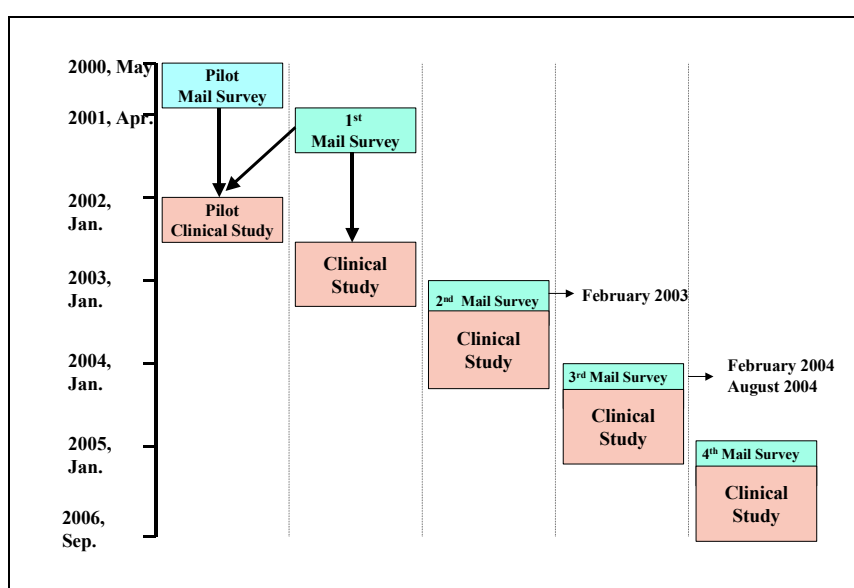 2000, May
Pilot
Mail Survey
2001, Apr.
1st
Mail Survey
2002,
Jan.
Pilot
Clinical Study
Clinical
Study
2003,
Jan.
2nd Mail Survey
February 2003
Clinical
Study
2004,
Jan.
3rd Mail Survey
February 2004
August 2004
Clinical
Study
2005,
Jan.
4th Mail Survey
Clinical
Study
2006,
Sep.